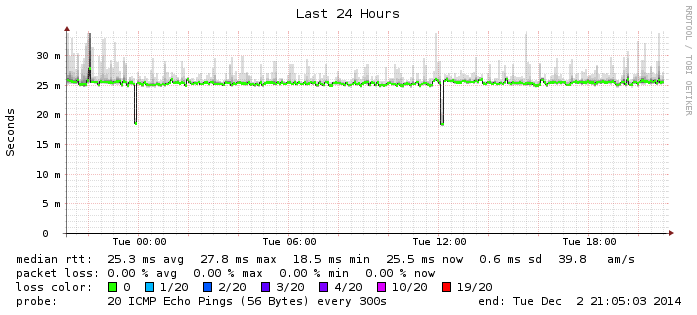 Last 24 Hours
RRDTOOL / TOBI OETIKER
Seconds
30 m
25 m
20 m
15 m
10 m
5 m
0
Tue 00:00 Tue 06:00 Tue 12:00 Tue 18:00
median rtt: 25.3 ms avg 27.8 ms max 18.5 ms min 25.5 ms now 0.6 ms sd 39.8 am/s
packet loss: 0.00 % avg 0.00 % max 0.00 % min 0.00 % now
loss color: 0 1/20 2/20 3/20 4/20 10/20 19/20
probe: 20 ICMP Echo Pings (56 Bytes) every 300s end: Tue Dec 2 21:05:03 2014